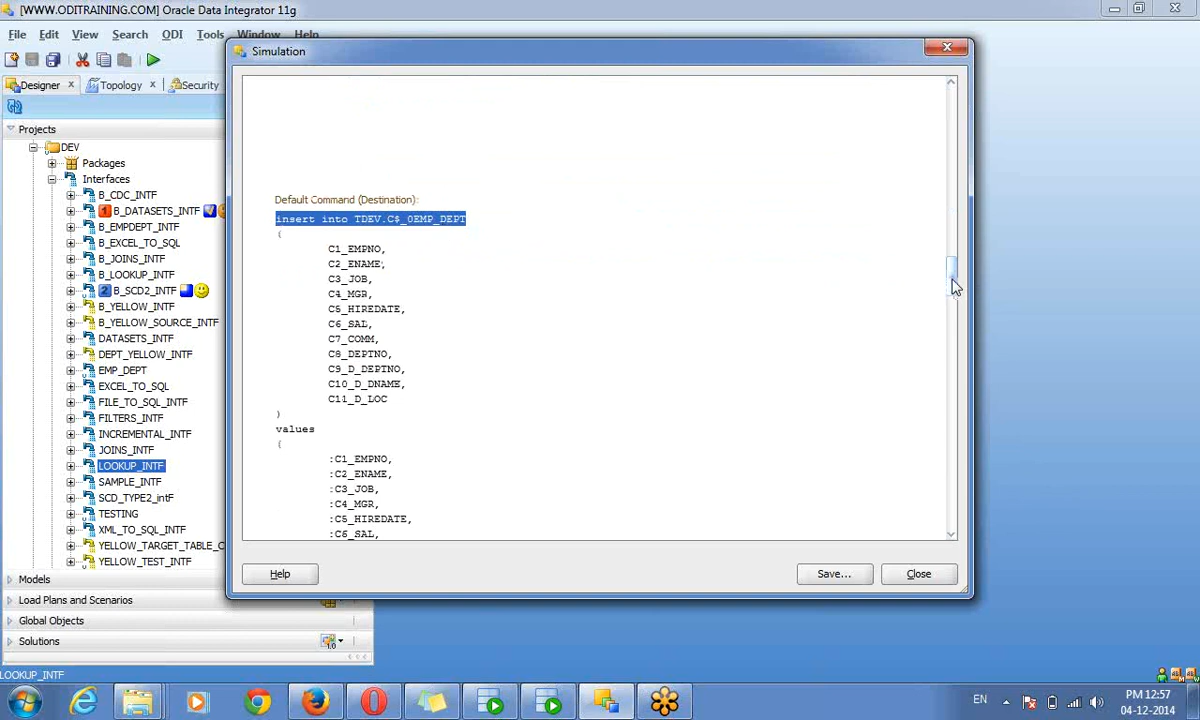 [WWW.ODITRAINING.COM] Oracle Data Integrator 11g
File Edit View Search ODI Tools Window Help
Designer × Topology × Security
Projects
DEV
Packages
Interfaces
B_CDC_INTF
1 B_DATASETS_INTF
B_EMPDEPT_INTF
B_EXCEL_TO_SQL
B_JOINS_INTF
B_LOOKUP_INTF
2 B_SCD2_INTF
B_YELLOW_INTF
B_YELLOW_SOURCE_INTF
DATASETS_INTF
DEPT_YELLOW_INTF
EMP_DEPT
EXCEL_TO_SQL
FILE_TO_SQL_INTF
FILTERS_INTF
INCREMENTAL_INTF
JOINS_INTF
LOOKUP_INTF
SAMPLE_INTF
SCD_TYPE2_intF
TESTING
XML_TO_SQL_INTF
YELLOW_TARGET_TABLE_C
YELLOW_TEST_INTF
Models
Load Plans and Scenarios
Global Objects
Solutions
LOOKUP_INTF
Simulation
Default Command (Destination):
insert into TDEV.C$_0EMP_DEPT
(
C1_EMPNO,
C2_ENAME,
C3_JOB,
C4_MGR,
C5_HIREDATE,
C6_SAL,
C7_COMM,
C8_DEPTNO,
C9_D_DEPTNO,
C10_D_DNAME,
C11_D_LOC
)
values
(
:C1_EMPNO,
:C2_ENAME,
:C3_JOB,
:C4_MGR,
:C5_HIREDATE,
:C6_SAL,
Help Save... Close
EN
PM 12:57
04-12-2014